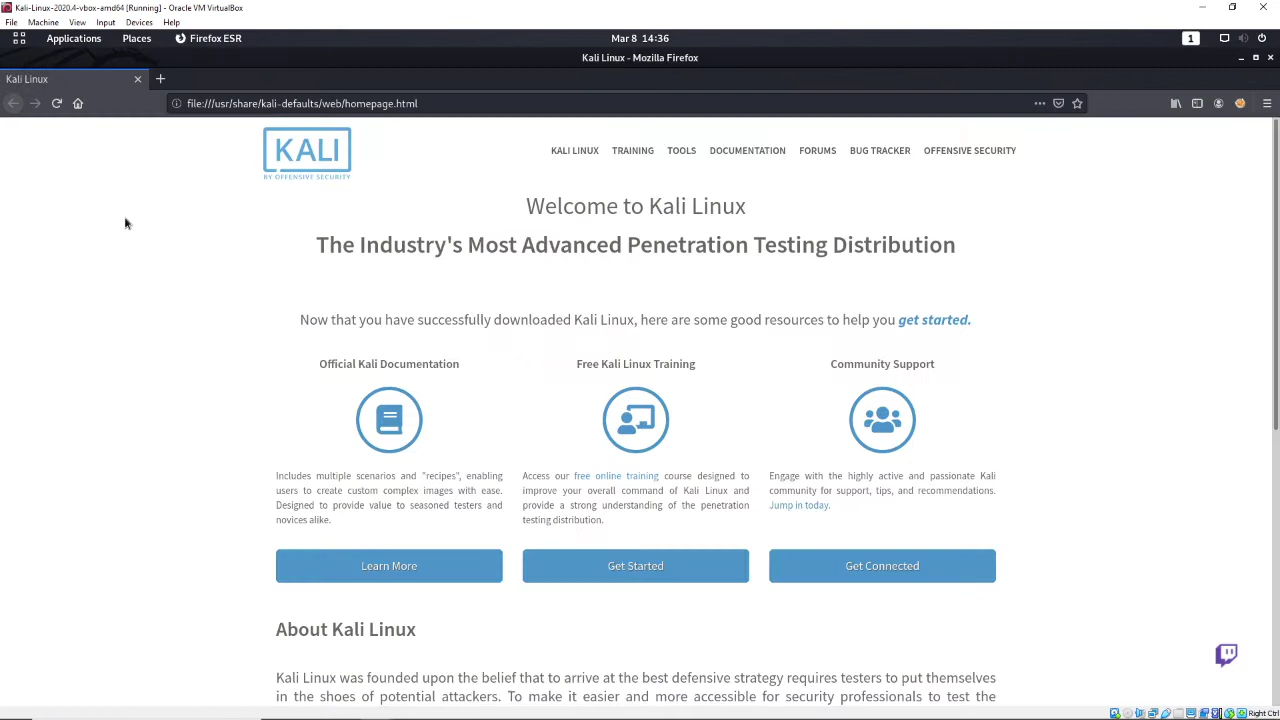 Kali-Linux-2020.4-vbox-amd64 [Running] - Oracle VM VirtualBox
File Machine View Input Devices Help
Applications Places Firefox ESR Mar 8 14:36 1
Kali Linux - Mozilla Firefox
Kali Linux
file:///usr/share/kali-defaults/web/homepage.html
KALI
BY OFFENSIVE SECURITY
KALI LINUX TRAINING TOOLS DOCUMENTATION FORUMS BUG TRACKER OFFENSIVE SECURITY
Welcome to Kali Linux
The Industry's Most Advanced Penetration Testing Distribution
Now that you have successfully downloaded Kali Linux, here are some good resources to help you get started.
Official Kali Documentation
Includes multiple scenarios and "recipes", enabling
users to create custom complex images with ease.
Designed to provide value to seasoned testers and
novices alike.
Learn More
Free Kali Linux Training
Access our free online training course designed to
improve your overall command of Kali Linux and
provide a strong understanding of the penetration
testing distribution.
Get Started
Community Support
Engage with the highly active and passionate Kali
community for support, tips, and recommendations.
Jump in today.
Get Connected
About Kali Linux
Kali Linux was founded upon the belief that to arrive at the best defensive strategy requires testers to put themselves
in the shoes of potential attackers. To make it easier and more accessible for security professionals to test the
Right Ctrl